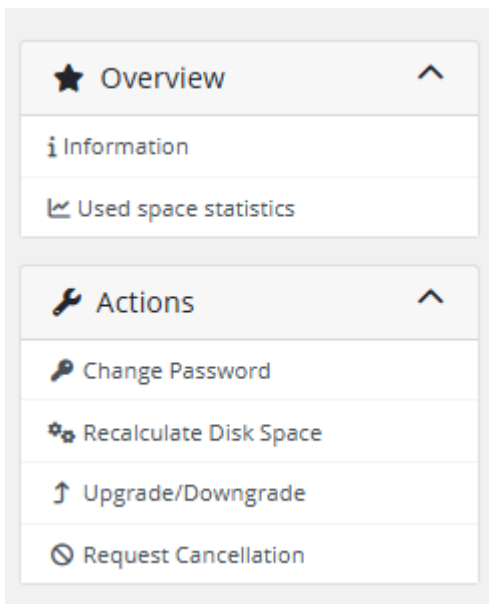 Overview
Information
Used space statistics
Actions
Change Password
Recalculate Disk Space
Upgrade/Downgrade
Request Cancellation